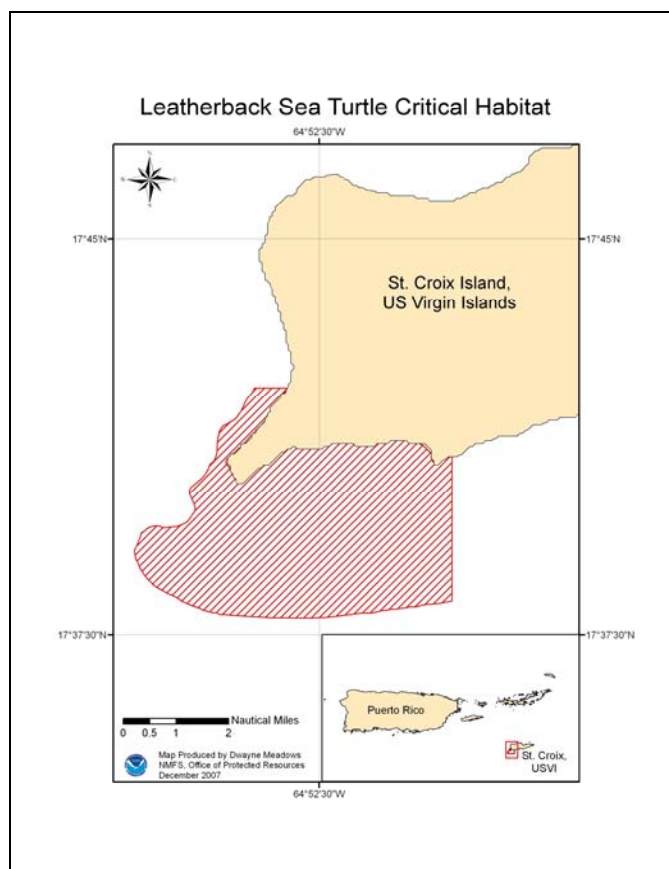 Leatherback Sea Turtle Critical Habitat
64°52'30"W
N
17°45'N
17°45'N
St. Croix Island,
US Virgin Islands
17°37'30"N
17°37'30"N
Puerto Rico
St. Croix,
USVI
Nautical Miles
0 0.5 1 2
Map Produced by Dwayne Meadows
NMFS, Office of Protected Resources
December 2007
64°52'30"W